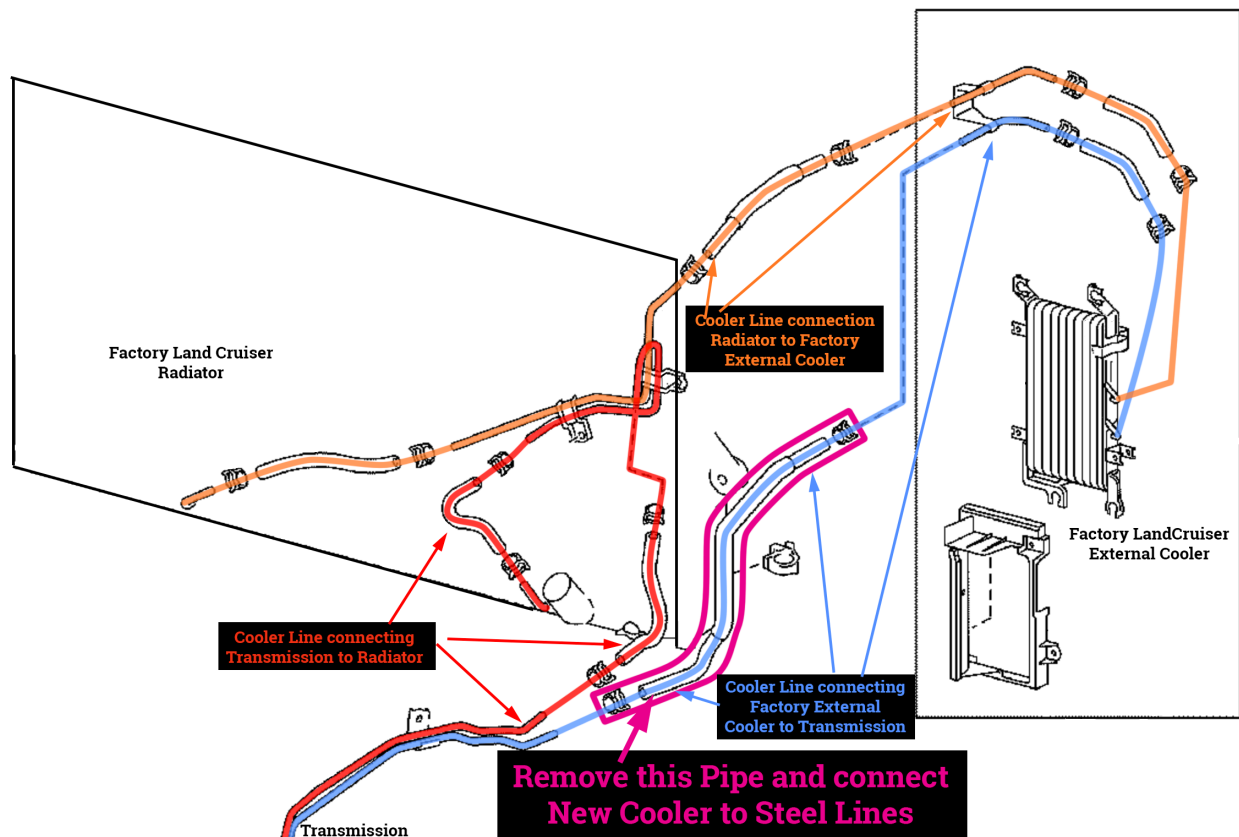 Cooler Line connection
Radiator to Factory
External Cooler
Factory Land Cruiser
Radiator
Factory LandCruiser
External Cooler
Cooler Line connecting
Transmission to Radiator
Cooler Line connecting
Factory External
Cooler to Transmission
Remove this Pipe and connect
New Cooler to Steel Lines
Transmission